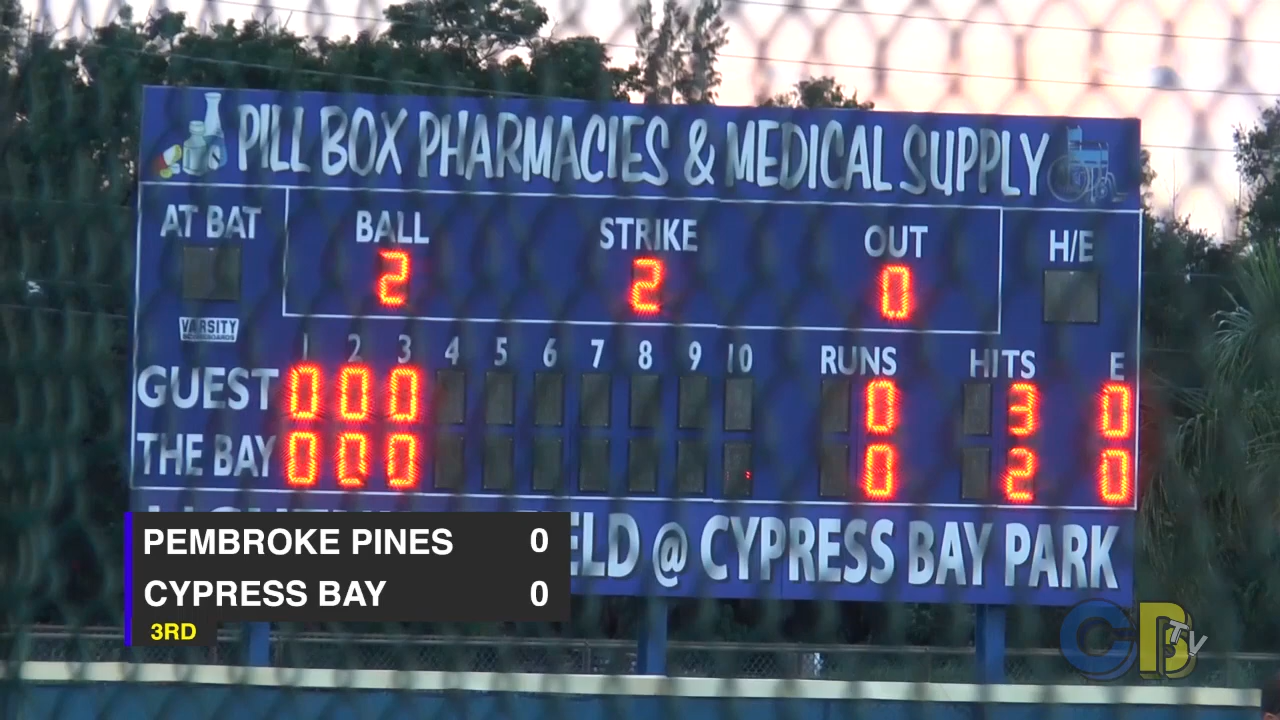 PILL BOX PHARMACIES & MEDICAL SUPPLY
AT BAT BALL STRIKE OUT H/E
2 2 0
VARSITY
1 2 3 4 5 6 7 8 9 10 RUNS HITS E
GUEST 0 0 0 0 3 0
THE BAY 0 0 0 0 2 0
@ CYPRESS BAY PARK
PEMBROKE PINES 0
CYPRESS BAY 0
3RD
CB TV